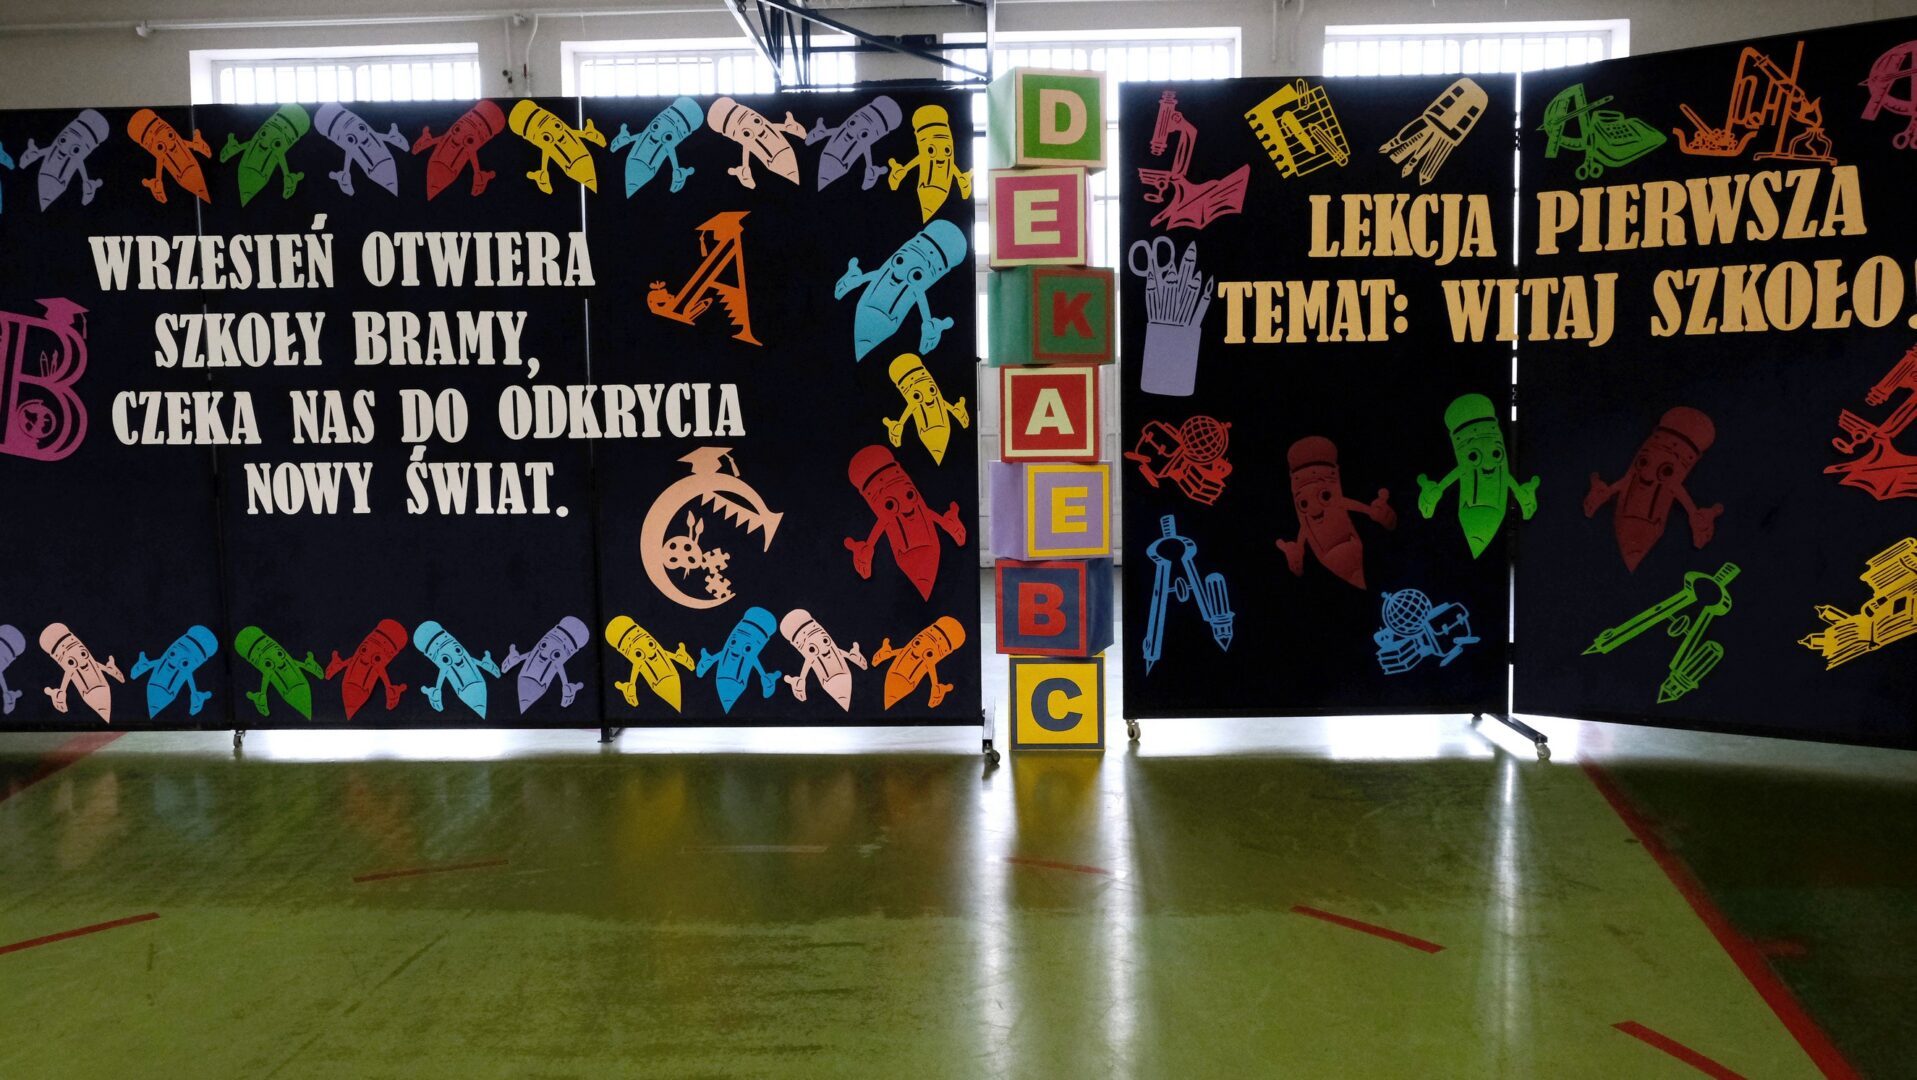 WRZESIEŃ OTWIERA
SZKOŁY BRAMY,
CZEKA NAS DO ODKRYCIA
NOWY ŚWIAT.
B
A
C
D
E
K
A
E
B
C
LEKCJA PIERWSZA
TEMAT: WITAJ SZKOŁO!